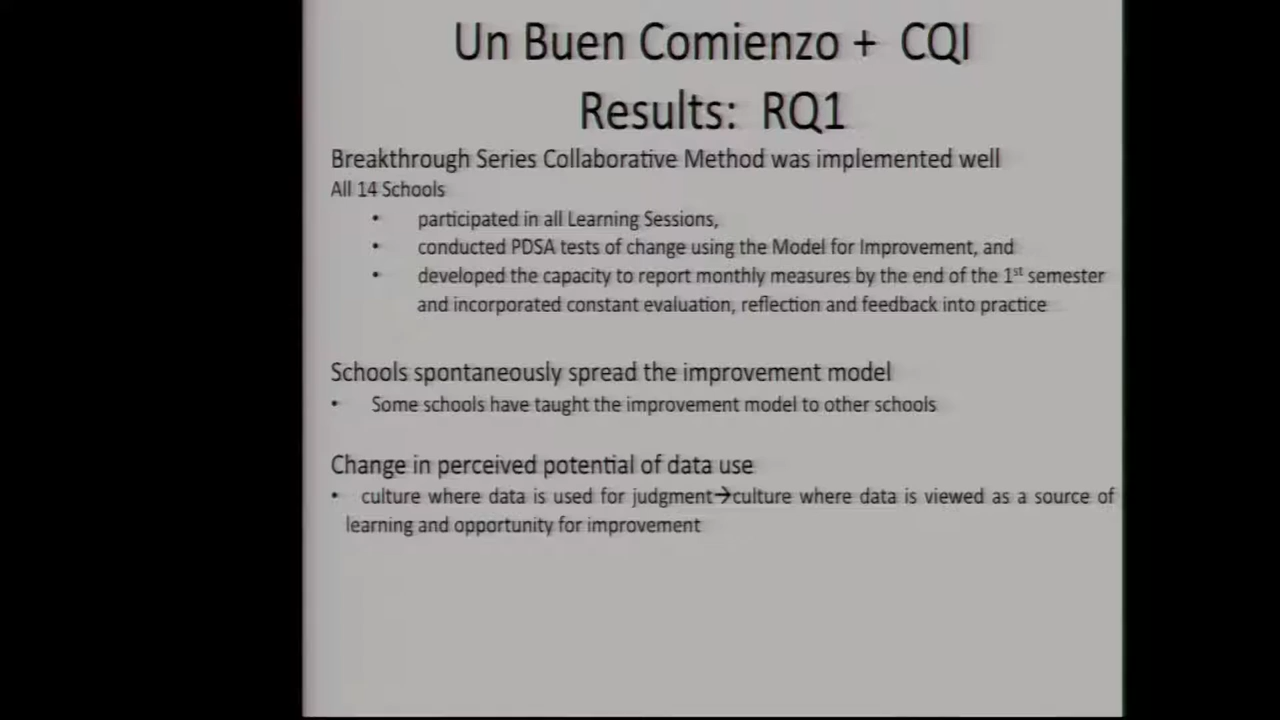 Un Buen Comienzo + CQI
Results: RQ1
Breakthrough Series Collaborative Method was implemented well
All 14 Schools
• participated in all Learning Sessions,
• conducted PDSA tests of change using the Model for Improvement, and
• developed the capacity to report monthly measures by the end of the 1st semester
and incorporated constant evaluation, reflection and feedback into practice
Schools spontaneously spread the improvement model
• Some schools have taught the improvement model to other schools
Change in perceived potential of data use
• culture where data is used for judgment→culture where data is viewed as a source of
learning and opportunity for improvement